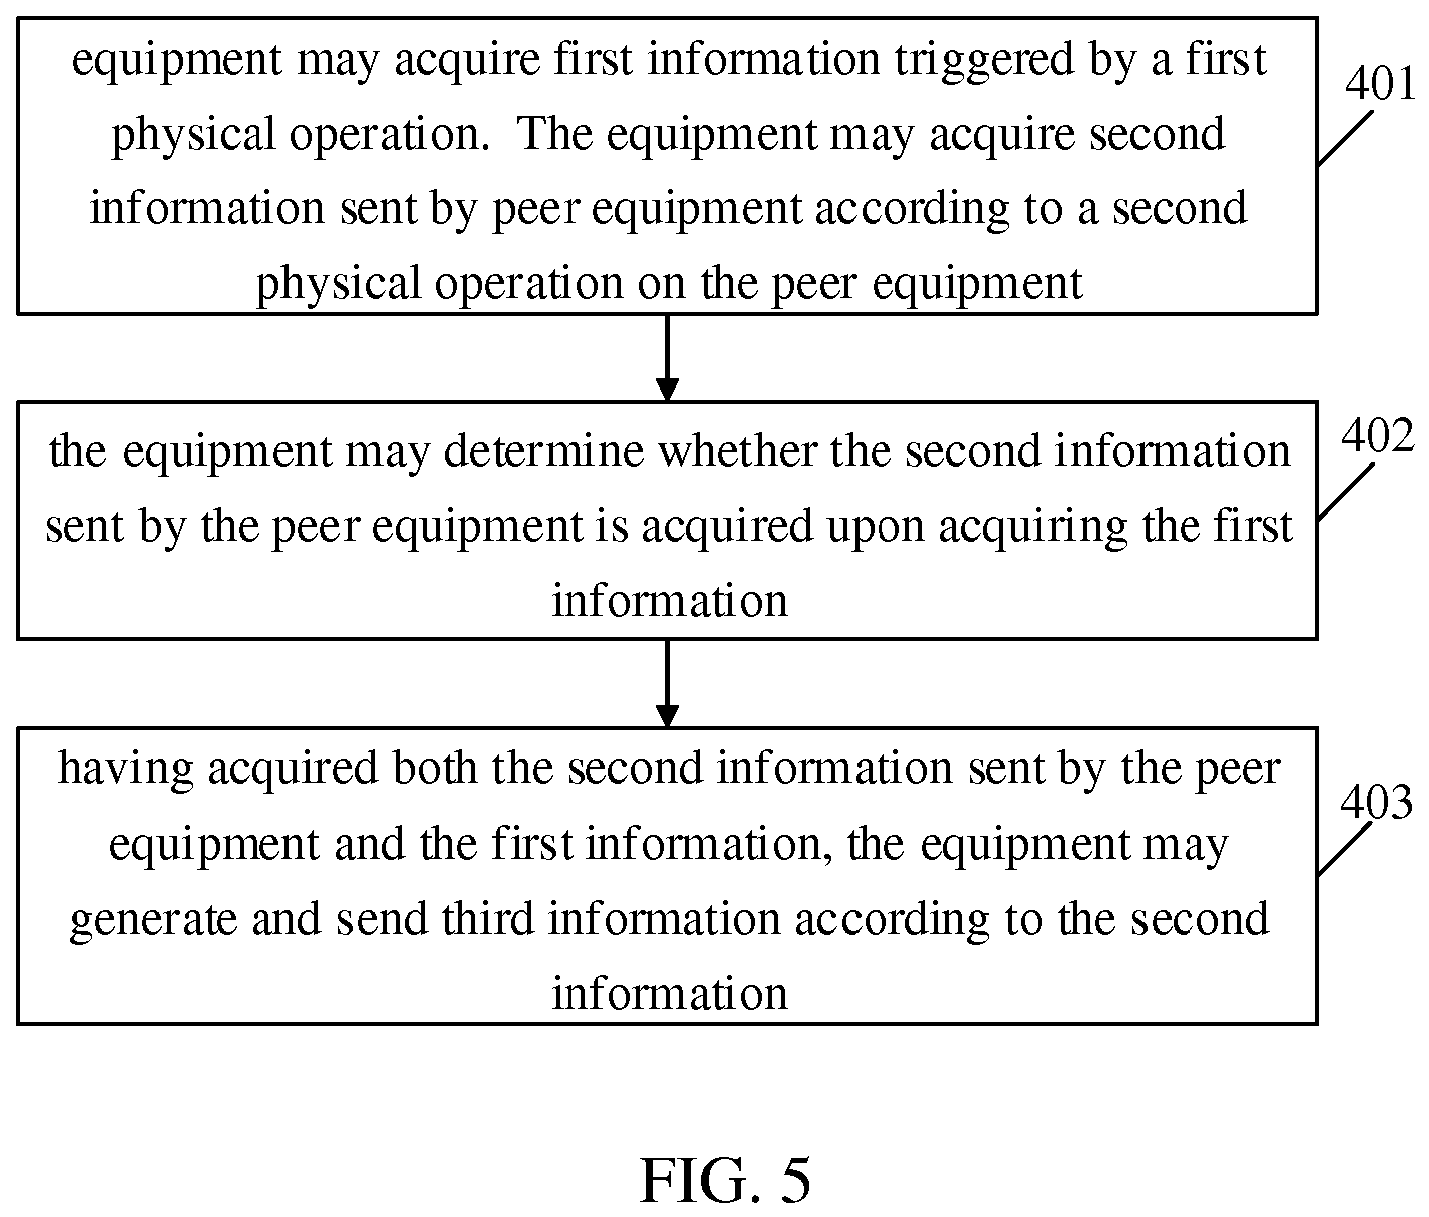 equipment may acquire first information triggered by a first
physical operation. The equipment may acquire second
information sent by peer equipment according to a second
physical operation on the peer equipment
401
the equipment may determine whether the second information
sent by the peer equipment is acquired upon acquiring the first
information
402
having acquired both the second information sent by the peer
equipment and the first information, the equipment may
generate and send third information according to the second
information
403
FIG. 5